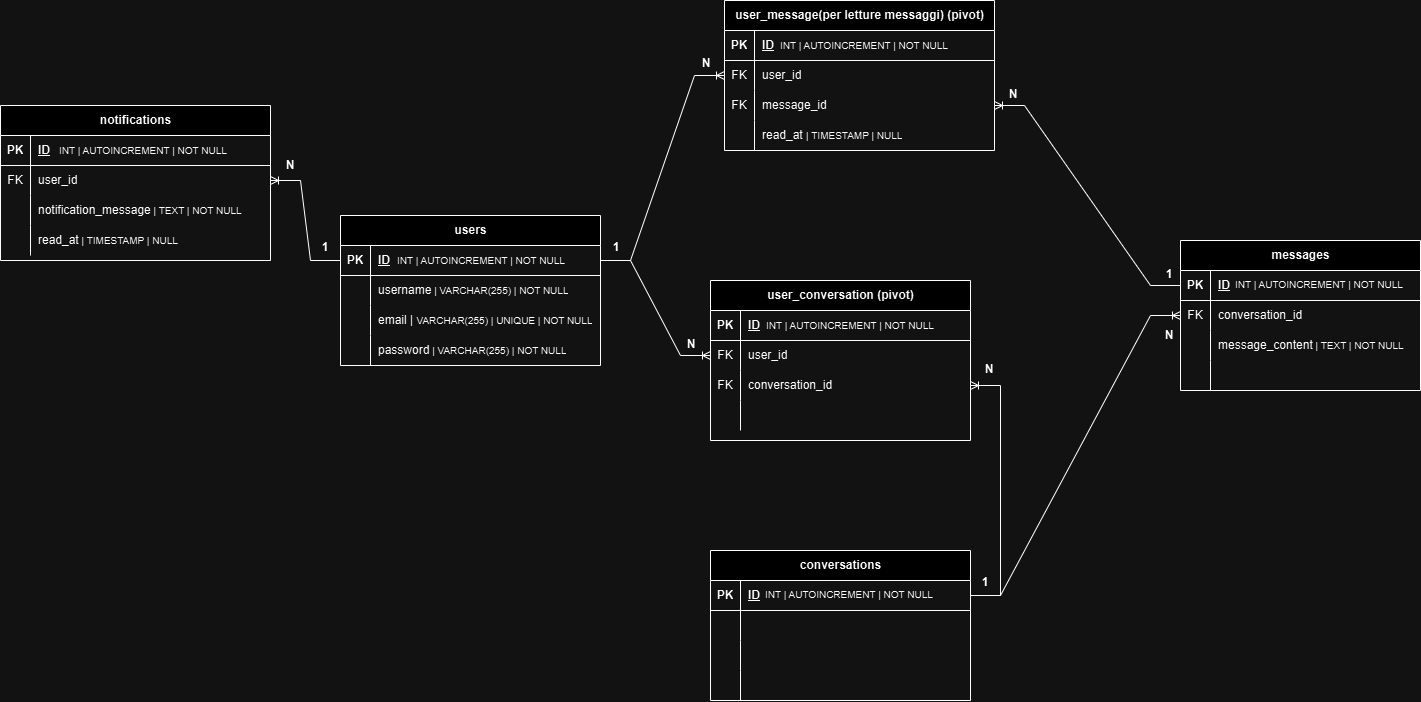 user_message(per letture messaggi) (pivot)
PK ID INT | AUTOINCREMENT | NOT NULL
FK user_id
FK message_id
read_at | TIMESTAMP | NULL
N
N
notifications
PK ID INT | AUTOINCREMENT | NOT NULL
FK user_id
notification_message | TEXT | NOT NULL
read_at | TIMESTAMP | NULL
N
1
users
PK ID INT | AUTOINCREMENT | NOT NULL
username | VARCHAR(255) | NOT NULL
email | VARCHAR(255) | UNIQUE | NOT NULL
password | VARCHAR(255) | NOT NULL
1
N
user_conversation (pivot)
PK ID INT | AUTOINCREMENT | NOT NULL
FK user_id
FK conversation_id
N
messages
PK ID INT | AUTOINCREMENT | NOT NULL
FK conversation_id
message_content | TEXT | NOT NULL
1
N
conversations
PK ID INT | AUTOINCREMENT | NOT NULL
1